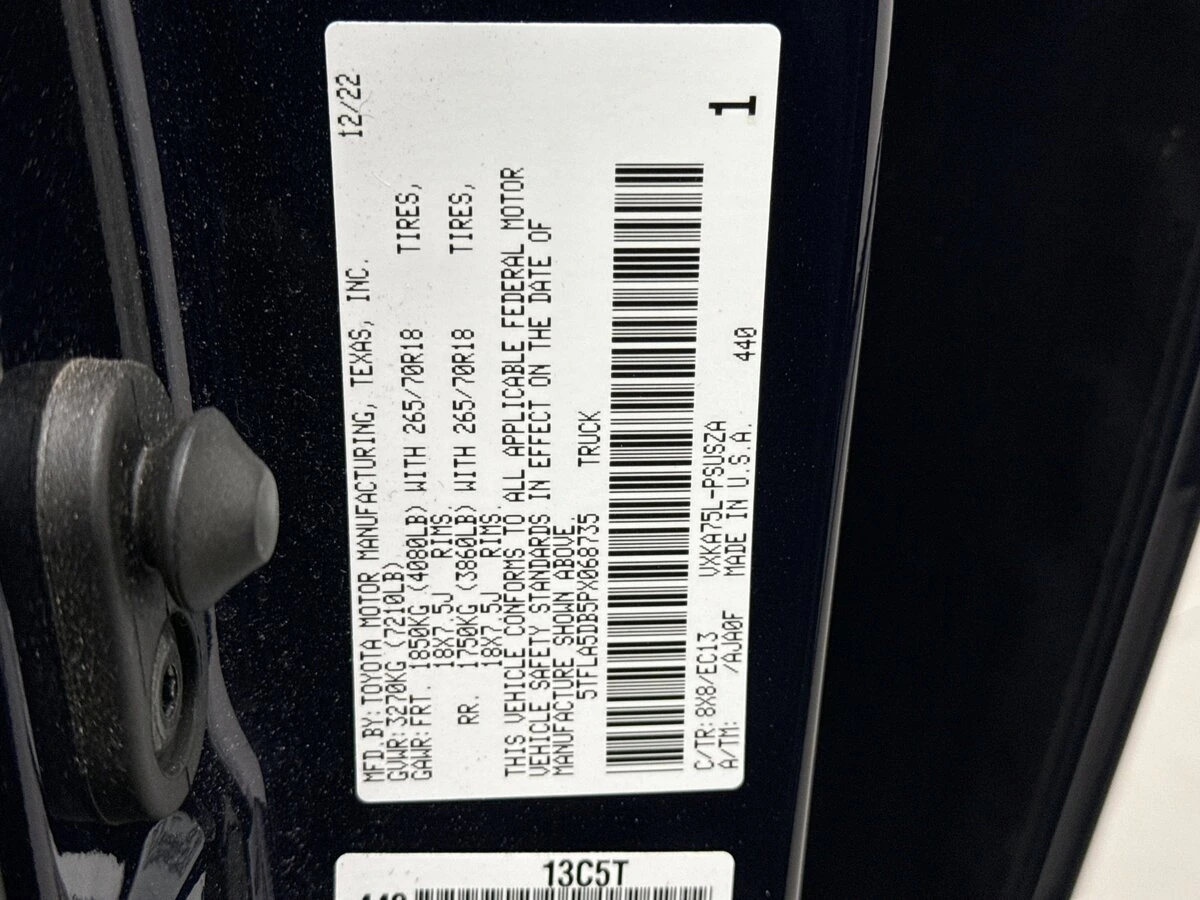 MFD.BY:TOYOTA MOTOR MANUFACTURING, TEXAS, INC. 12/22
GVWR:3270KG (7210LB)
GAWR:FRT. 1850KG (4080LB) WITH 265/70R18 TIRES,
18X7.5J RIMS.
RR. 1750KG (3860LB) WITH 265/70R18 TIRES,
18X7.5J RIMS.
THIS VEHICLE CONFORMS TO ALL APPLICABLE FEDERAL MOTOR
VEHICLE SAFETY STANDARDS IN EFFECT ON THE DATE OF
MANUFACTURE SHOWN ABOVE.
5TFLA5DB5PX068735 TRUCK
C/TR:8X8/EC13 VXKA75L-PSUSZA
A/TM: /AJA0F MADE IN U.S.A. 440 1
13C5T